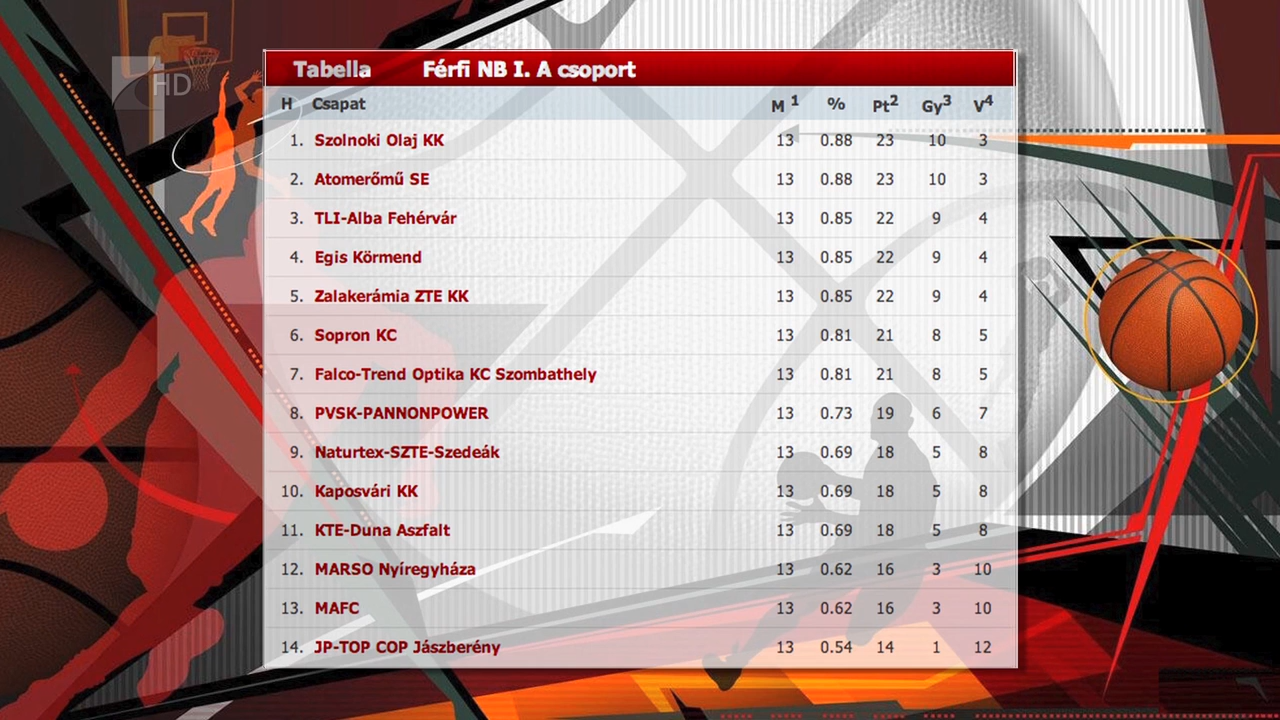 HD
Tabella Férfi NB I. A csoport
H Csapat M 1 % Pt2 Gy3 V4
1. Szolnoki Olaj KK 13 0.88 23 10 3
2. Atomerőmű SE 13 0.88 23 10 3
3. TLI-Alba Fehérvár 13 0.85 22 9 4
4. Egis Körmend 13 0.85 22 9 4
5. Zalakerámia ZTE KK 13 0.85 22 9 4
6. Sopron KC 13 0.81 21 8 5
7. Falco-Trend Optika KC Szombathely 13 0.81 21 8 5
8. PVSK-PANNONPOWER 13 0.73 19 6 7
9. Naturtex-SZTE-Szedeák 13 0.69 18 5 8
10. Kaposvári KK 13 0.69 18 5 8
11. KTE-Duna Aszfalt 13 0.69 18 5 8
12. MARSO Nyíregyháza 13 0.62 16 3 10
13. MAFC 13 0.62 16 3 10
14. JP-TOP COP Jászberény 13 0.54 14 1 12